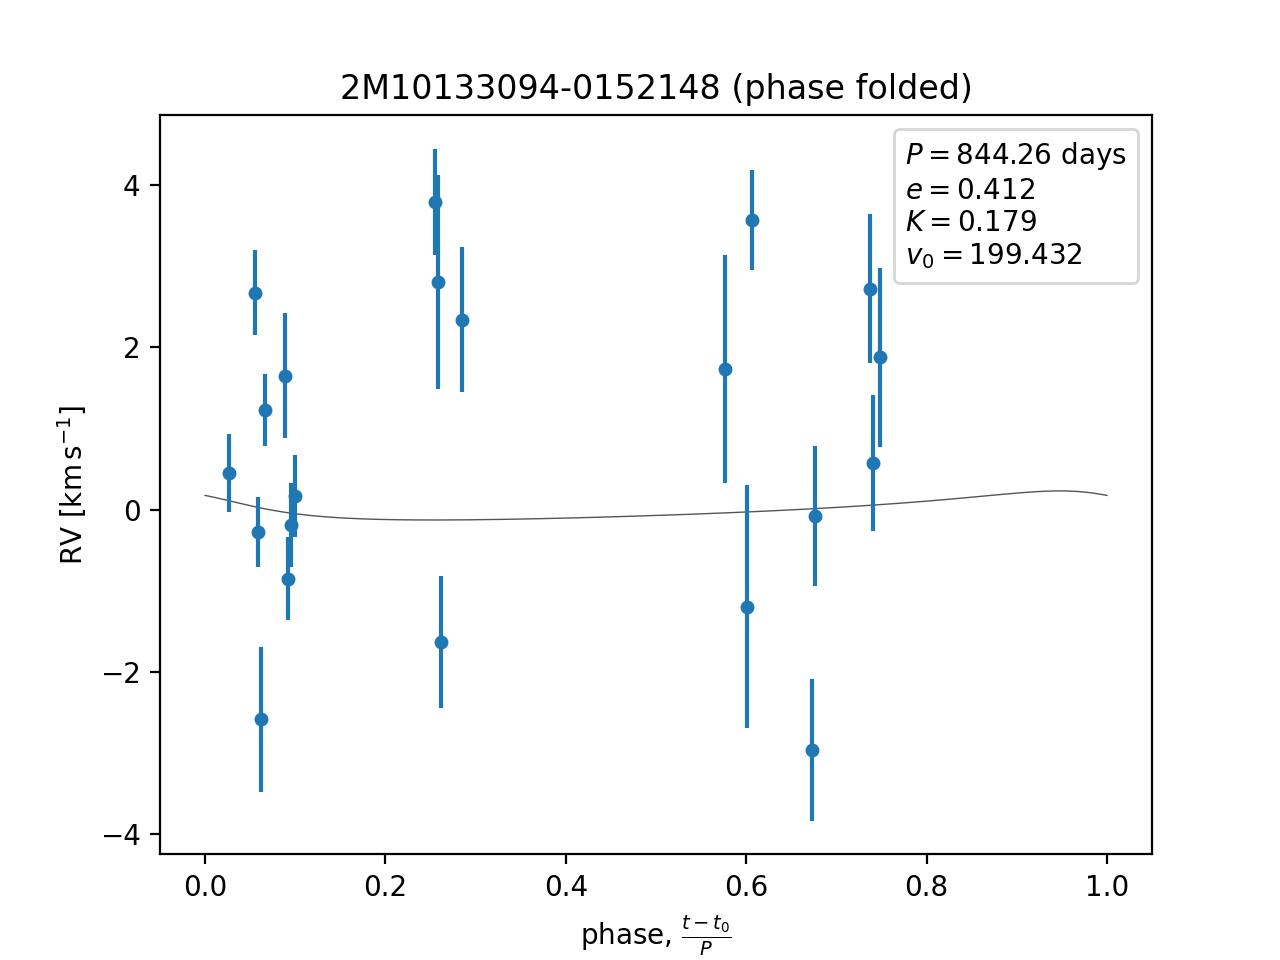 2M10133094-0152148 (phase folded)
P = 844.26 days
e = 0.412
K = 0.179
v₀ = 199.432
4
2
0
−2
−4
RV [km s⁻¹]
0.0 0.2 0.4 0.6 0.8 1.0
phase, (t − t₀)/P